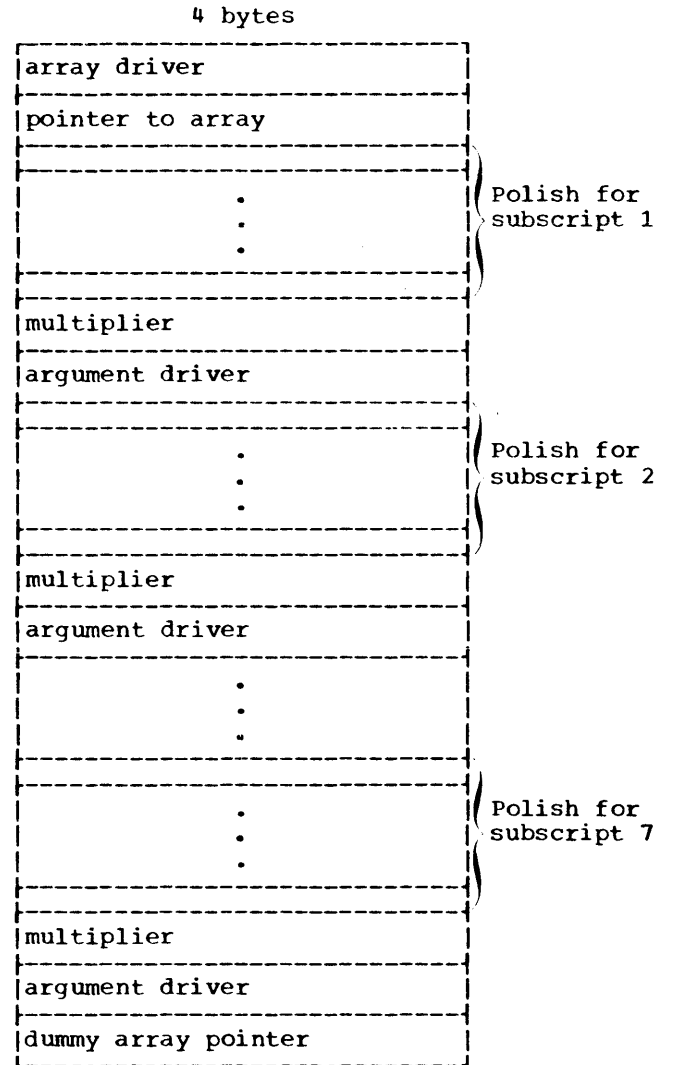 4 bytes
array driver
pointer to array
Polish for
subscript 1
multiplier
argument driver
Polish for
subscript 2
multiplier
argument driver
Polish for
subscript 7
multiplier
argument driver
dummy array pointer